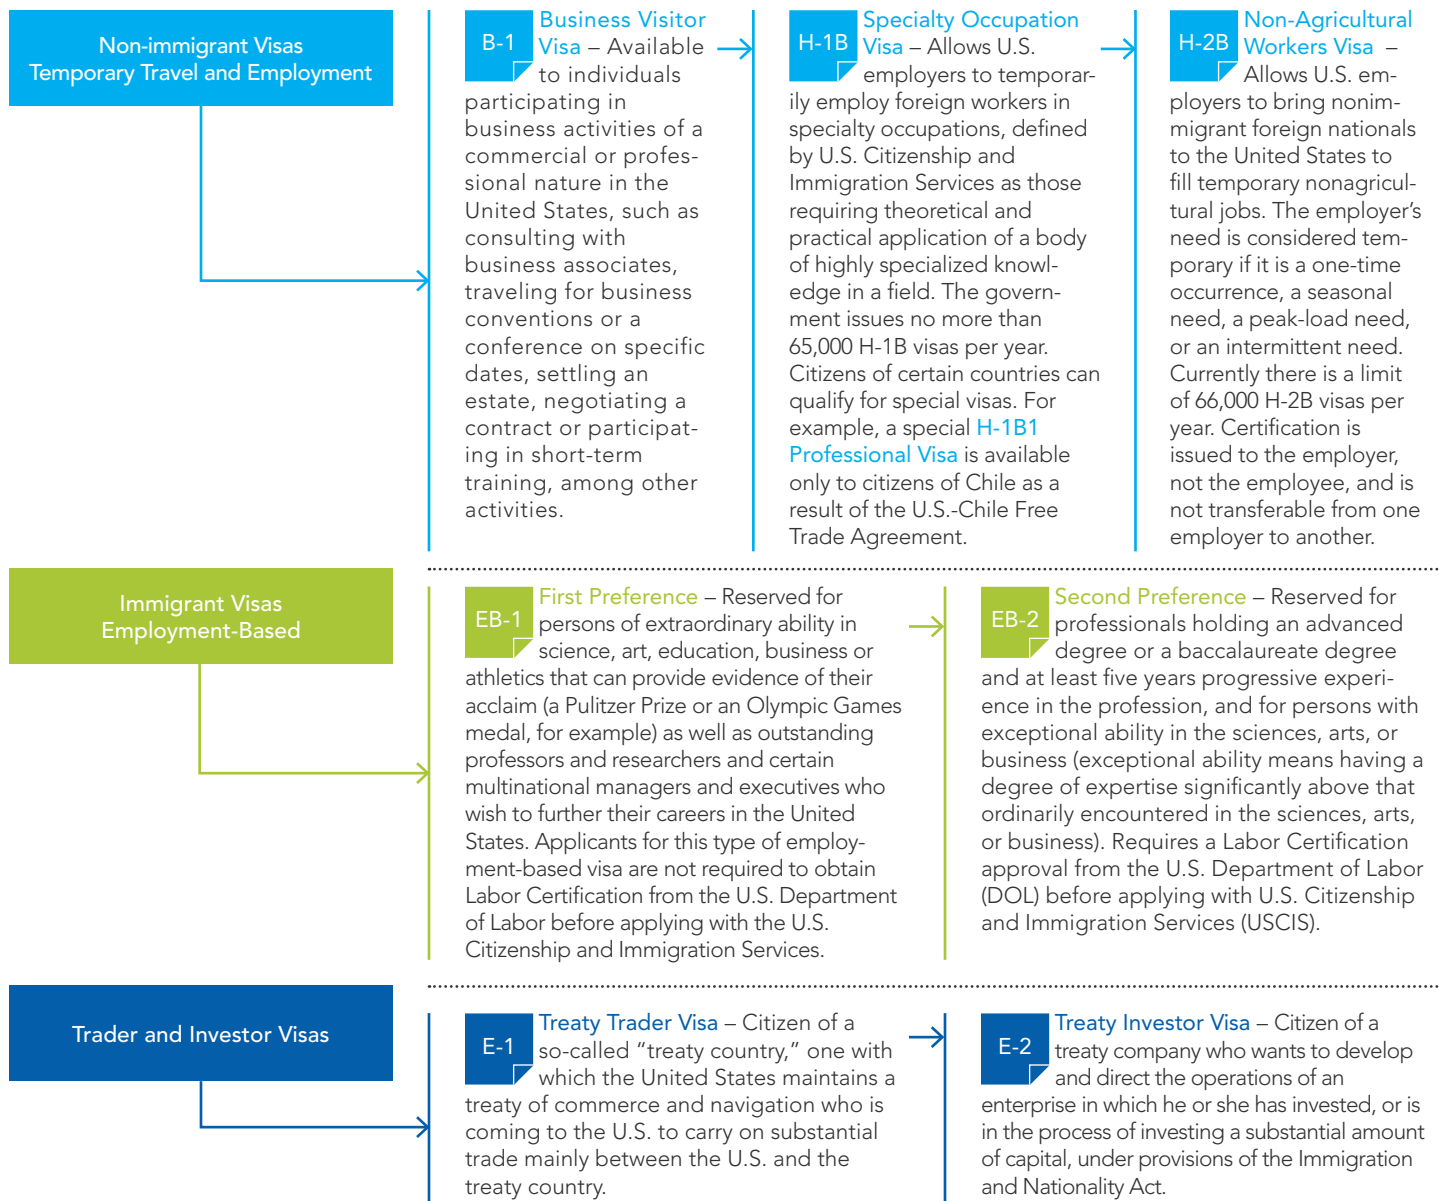 Non-immigrant Visas
Temporary Travel and Employment
B-1
Business Visitor
Visa – Available
to individuals
participating in
business activities of a
commercial or profes-
sional nature in the
United States, such as
consulting with
business associates,
traveling for business
conventions or a
conference on specific
dates, settling an
estate, negotiating a
contract or participat-
ing in short-term
training, among other
activities.
H-1B
Specialty Occupation
Visa – Allows U.S.
employers to temporar-
ily employ foreign workers in
specialty occupations, defined
by U.S. Citizenship and
Immigration Services as those
requiring theoretical and
practical application of a body
of highly specialized knowl-
edge in a field. The govern-
ment issues no more than
65,000 H-1B visas per year.
Citizens of certain countries can
qualify for special visas. For
example, a special H-1B1
Professional Visa is available
only to citizens of Chile as a
result of the U.S.-Chile Free
Trade Agreement.
H-2B
Non-Agricultural
Workers Visa –
Allows U.S. em-
ployers to bring nonim-
migrant foreign nationals
to the United States to
fill temporary nonagricul-
tural jobs. The employer's
need is considered tem-
porary if it is a one-time
occurrence, a seasonal
need, a peak-load need,
or an intermittent need.
Currently there is a limit
of 66,000 H-2B visas per
year. Certification is
issued to the employer,
not the employee, and is
not transferable from one
employer to another.
Immigrant Visas
Employment-Based
EB-1
First Preference – Reserved for
persons of extraordinary ability in
science, art, education, business or
athletics that can provide evidence of their
acclaim (a Pulitzer Prize or an Olympic Games
medal, for example) as well as outstanding
professors and researchers and certain
multinational managers and executives who
wish to further their careers in the United
States. Applicants for this type of employ-
ment-based visa are not required to obtain
Labor Certification from the U.S. Department
of Labor before applying with the U.S.
Citizenship and Immigration Services.
EB-2
Second Preference – Reserved for
professionals holding an advanced
degree or a baccalaureate degree
and at least five years progressive experi-
ence in the profession, and for persons with
exceptional ability in the sciences, arts, or
business (exceptional ability means having a
degree of expertise significantly above that
ordinarily encountered in the sciences, arts,
or business). Requires a Labor Certification
approval from the U.S. Department of Labor
(DOL) before applying with U.S. Citizenship
and Immigration Services (USCIS).
Trader and Investor Visas
E-1
Treaty Trader Visa – Citizen of a
so-called “treaty country,” one with
which the United States maintains a
treaty of commerce and navigation who is
coming to the U.S. to carry on substantial
trade mainly between the U.S. and the
treaty country.
E-2
Treaty Investor Visa – Citizen of a
treaty company who wants to develop
and direct the operations of an
enterprise in which he or she has invested, or is
in the process of investing a substantial amount
of capital, under provisions of the Immigration
and Nationality Act.